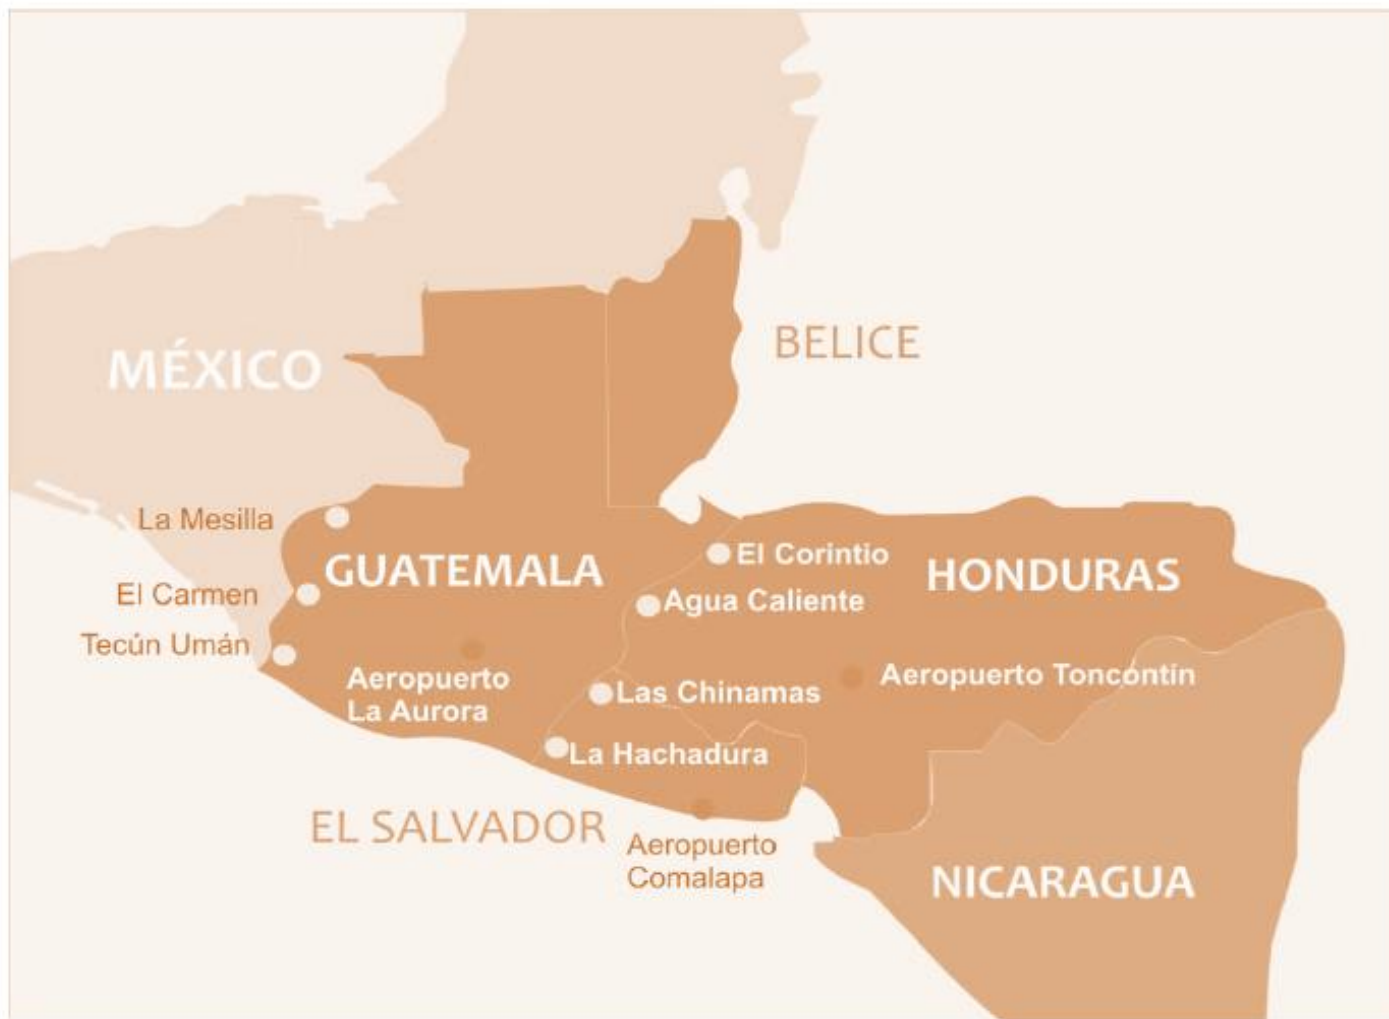 BELICE
MÉXICO
La Mesilla
GUATEMALA
El Corintio
HONDURAS
El Carmen
Agua Caliente
Tecún Umán
Aeropuerto
La Aurora
Las Chinamas
Aeropuerto Toncontín
La Hachadura
EL SALVADOR
Aeropuerto
Comalapa
NICARAGUA